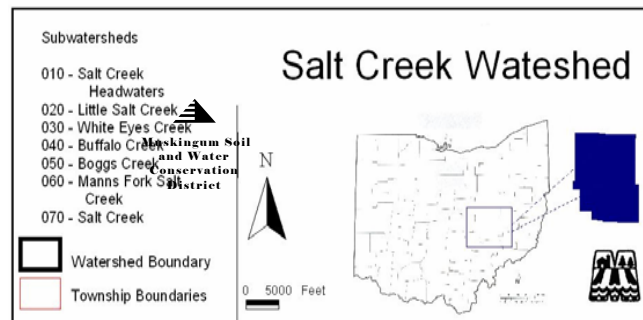 Subwatersheds
010 - Salt Creek
Headwaters
020 - Little Salt Creek
030 - White Eyes Creek
040 - Buffalo Creek
050 - Boggs Creek
060 - Manns Fork Salt
Creek
070 - Salt Creek
Muskingum Soil
and Water
Conservation
District
Watershed Boundary
Township Boundaries
Salt Creek Wateshed
N
0 5000 Feet